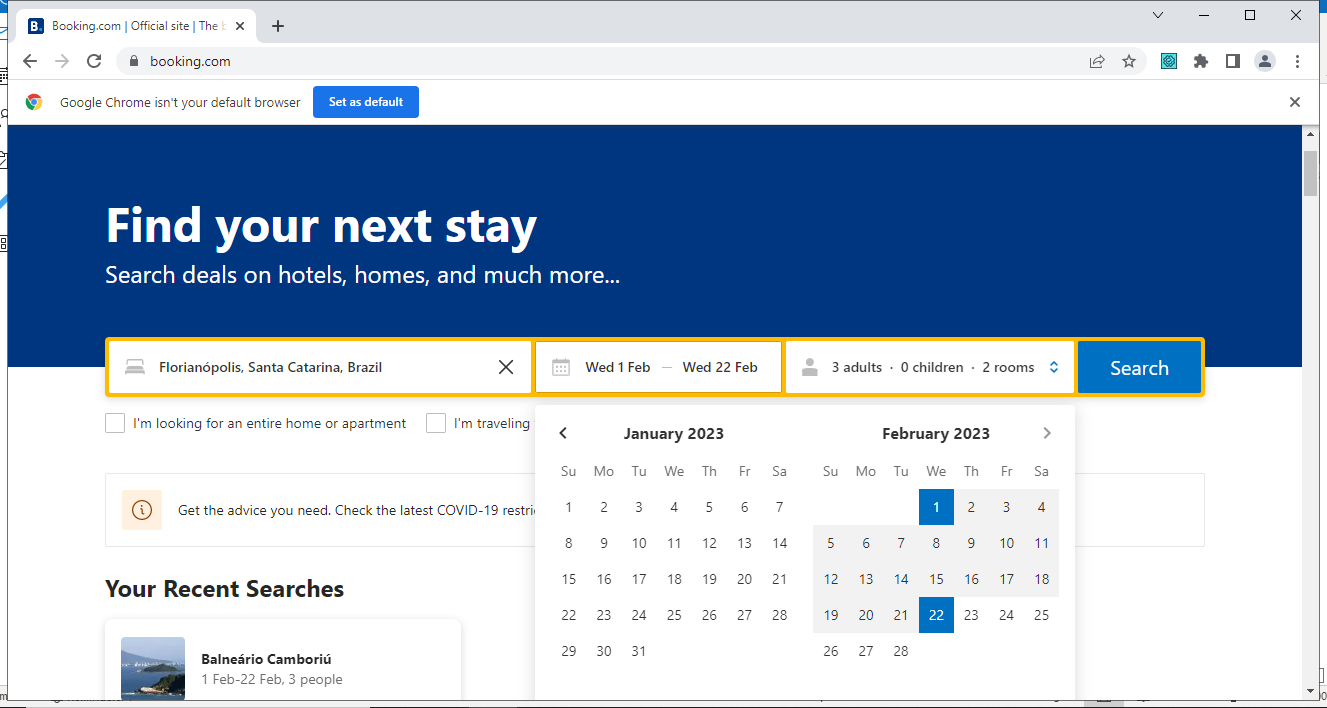 B. Booking.com | Official site | The b
booking.com
Google Chrome isn't your default browser Set as default
Find your next stay
Search deals on hotels, homes, and much more...
Florianópolis, Santa Catarina, Brazil Wed 1 Feb — Wed 22 Feb 3 adults · 0 children · 2 rooms Search
I'm looking for an entire home or apartment I'm traveling
January 2023 February 2023
Su Mo Tu We Th Fr Sa Su Mo Tu We Th Fr Sa
1 2 3 4 5 6 7 1 2 3 4
8 9 10 11 12 13 14 5 6 7 8 9 10 11
15 16 17 18 19 20 21 12 13 14 15 16 17 18
22 23 24 25 26 27 28 19 20 21 22 23 24 25
29 30 31 26 27 28
Get the advice you need. Check the latest COVID-19 restri
Your Recent Searches
Balneário Camboriú
1 Feb-22 Feb, 3 people